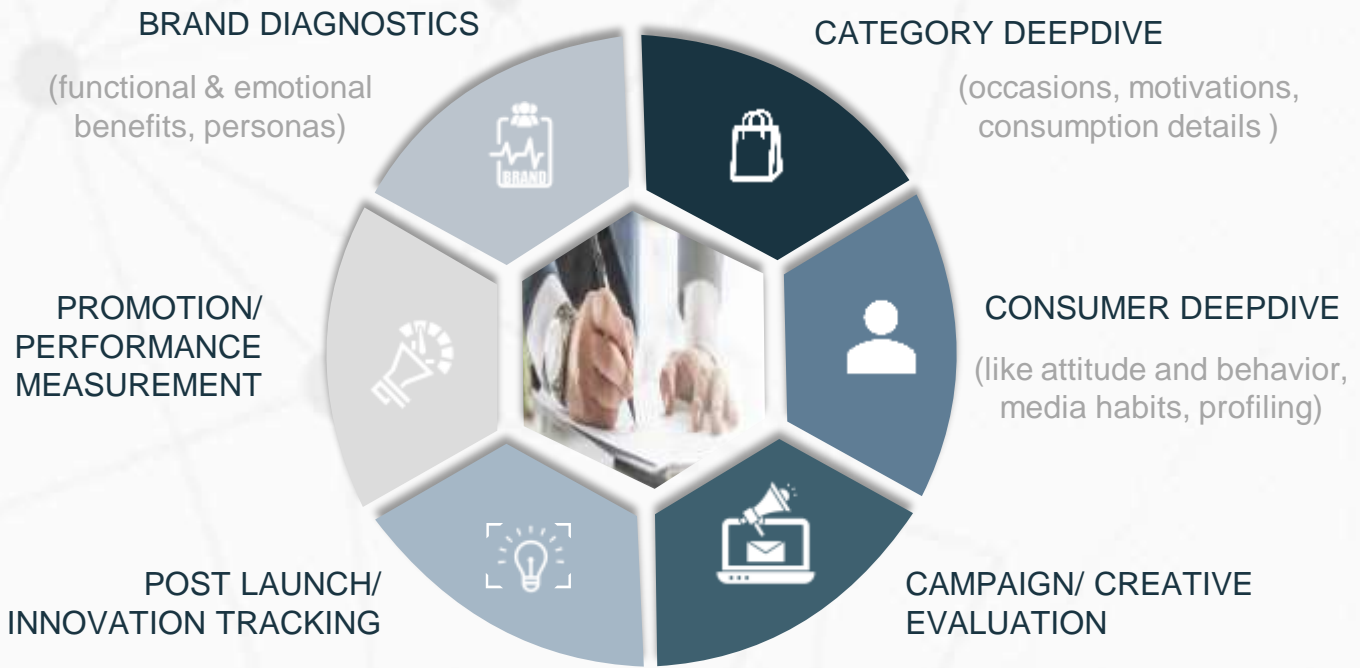 BRAND DIAGNOSTICS
(functional & emotional
benefits, personas)
CATEGORY DEEPDIVE
(occasions, motivations,
consumption details )
BRAND
PROMOTION/
PERFORMANCE
MEASUREMENT
CONSUMER DEEPDIVE
(like attitude and behavior,
media habits, profiling)
POST LAUNCH/
INNOVATION TRACKING
CAMPAIGN/ CREATIVE
EVALUATION